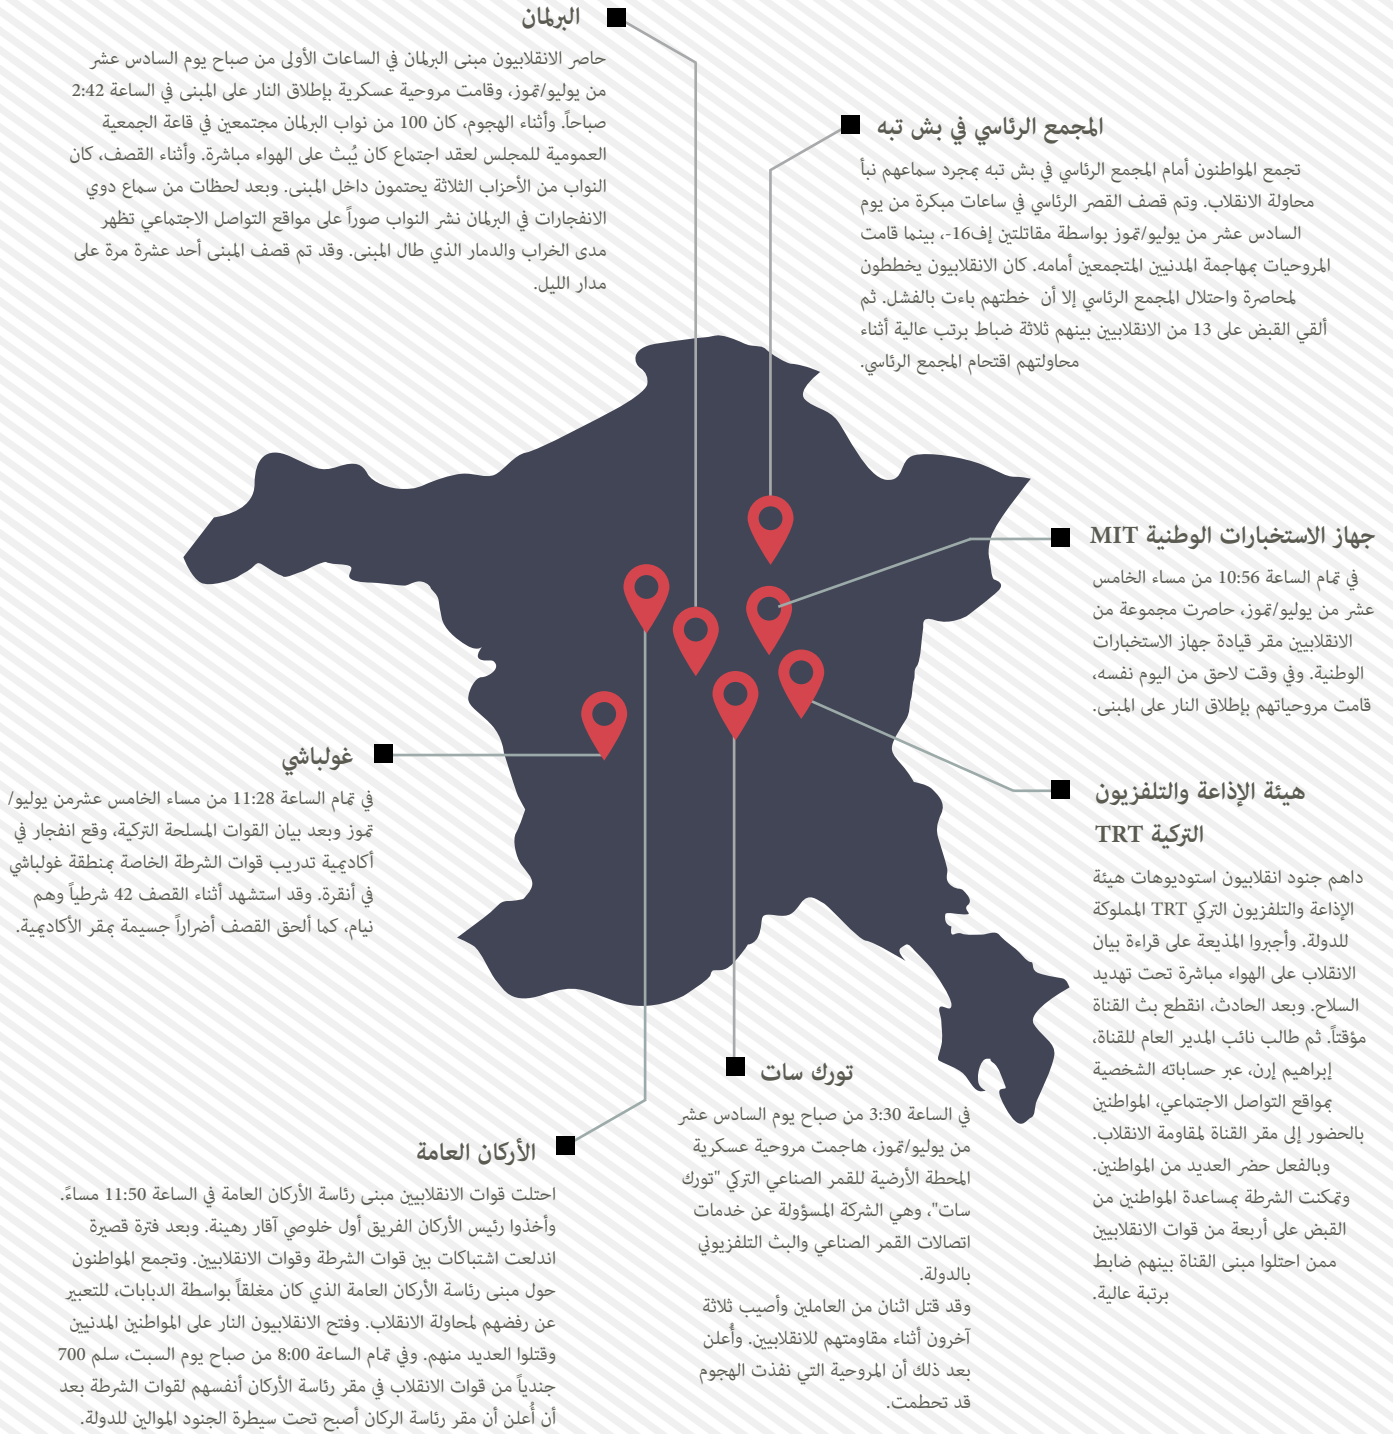 البرلمان
حاصر الانقلابيون مبنى البرلمان في الساعات الأولى من صباح يوم السادس عشر
من يوليو/تموز، وقامت مروحية عسكرية بإطلاق النار على المبنى في الساعة 2:42
صباحاً. وأثناء الهجوم، كان 100 من نواب البرلمان مجتمعين في قاعة الجمعية
العمومية للمجلس لعقد اجتماع كان يُبث على الهواء مباشرة. وأثناء القصف، كان
النواب من الأحزاب الثلاثة يحتمون داخل المبنى. وبعد لحظات من سماع دوي
الانفجارات في البرلمان نشر النواب صوراً على مواقع التواصل الاجتماعي تظهر
مدى الخراب والدمار الذي طال المبنى. وقد تم قصف المبنى أحد عشرة مرة على
مدار الليل.
المجمع الرئاسي في بش تبه
تجمع المواطنون أمام المجمع الرئاسي في بش تبه بمجرد سماعهم نبأ
محاولة الانقلاب. وتم قصف القصر الرئاسي في ساعات مبكرة من يوم
السادس عشر من يوليو/تموز بواسطة مقاتلتين إف16-، بينما قامت
المروحيات بمهاجمة المدنيين المتجمعين أمامه. كان الانقلابيون يخططون
لمحاصرة واحتلال المجمع الرئاسي إلا أن خطتهم باءت بالفشل. ثم
ألقي القبض على 13 من الانقلابيين بينهم ثلاثة ضباط برتب عالية أثناء
محاولتهم اقتحام المجمع الرئاسي.
جهاز الاستخبارات الوطنية MIT
في تمام الساعة 10:56 من مساء الخامس
عشر من يوليو/تموز، حاصرت مجموعة من
الانقلابيين مقر قيادة جهاز الاستخبارات
الوطنية. وفي وقت لاحق من اليوم نفسه،
قامت مروحياتهم بإطلاق النار على المبنى.
هيئة الإذاعة والتلفزيون
التركية TRT
داهم جنود انقلابيون استوديوهات هيئة
الإذاعة والتلفزيون التركي TRT المملوكة
للدولة. وأجبروا المذيعة على قراءة بيان
الانقلاب على الهواء مباشرة تحت تهديد
السلاح. وبعد الحادث، انقطع بث القناة
مؤقتاً. ثم طالب نائب المدير العام للقناة،
إبراهيم إرن، عبر حساباته الشخصية
بمواقع التواصل الاجتماعي، المواطنين
بالحضور إلى مقر القناة لمقاومة الانقلاب.
وبالفعل حضر العديد من المواطنين.
وتمكنت الشرطة بمساعدة المواطنين من
القبض على أربعة من قوات الانقلابيين
ممن احتلوا مبنى القناة بينهم ضابط
برتبة عالية.
غولباشي
في تمام الساعة 11:28 من مساء الخامس عشرمن يوليو/
تموز وبعد بيان القوات المسلحة التركية، وقع انفجار في
أكاديمية تدريب قوات الشرطة الخاصة بمنطقة غولباشي
في أنقرة. وقد استشهد أثناء القصف 42 شرطياً وهم
نيام، كما ألحق القصف أضراراً جسيمة بمقر الأكاديمية.
تورك سات
في الساعة 3:30 من صباح يوم السادس عشر
من يوليو/تموز، هاجمت مروحية عسكرية
المحطة الأرضية للقمر الصناعي التركي "تورك
سات"، وهي الشركة المسؤولة عن خدمات
اتصالات القمر الصناعي والبث التلفزيوني
بالدولة.
وقد قتل اثنان من العاملين وأصيب ثلاثة
آخرون أثناء مقاومتهم للانقلابيين. وأُعلن
بعد ذلك أن المروحية التي نفذت الهجوم
قد تحطمت.
الأركان العامة
احتلت قوات الانقلابيين مبنى رئاسة الأركان العامة في الساعة 11:50 مساءً.
وأخذوا رئيس الأركان الفريق أول خلوصي آقار رهينة. وبعد فترة قصيرة
اندلعت اشتباكات بين قوات الشرطة وقوات الانقلابيين. وتجمع المواطنون
حول مبنى رئاسة الأركان العامة الذي كان مغلقاً بواسطة الدبابات، للتعبير
عن رفضهم لمحاولة الانقلاب. وفتح الانقلابيون النار على المواطنين المدنيين
وقتلوا العديد منهم. وفي تمام الساعة 8:00 من صباح يوم السبت، سلم 700
جندياً من قوات الانقلاب في مقر رئاسة الأركان أنفسهم لقوات الشرطة بعد
أن أُعلن أن مقر رئاسة الركان أصبح تحت سيطرة الجنود الموالين للدولة.